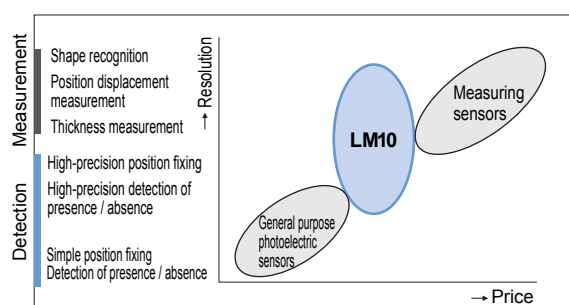 Measurement
Shape recognition
Position displacement
measurement
Thickness measurement
Detection
High-precision position fixing
High-precision detection of
presence / absence
Simple position fixing
Detection of presence / absence
→ Resolution
LM10
Measuring
sensors
General purpose
photoelectric
sensors
→ Price